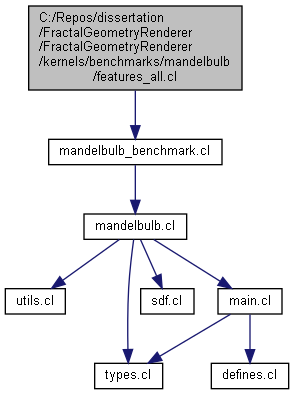 C:/Repos/dissertation
/FractalGeometryRenderer
/FractalGeometryRenderer
/kernels/benchmarks/mandelbulb
/features_all.cl
mandelbulb_benchmark.cl
mandelbulb.cl
utils.cl
sdf.cl
main.cl
types.cl
defines.cl